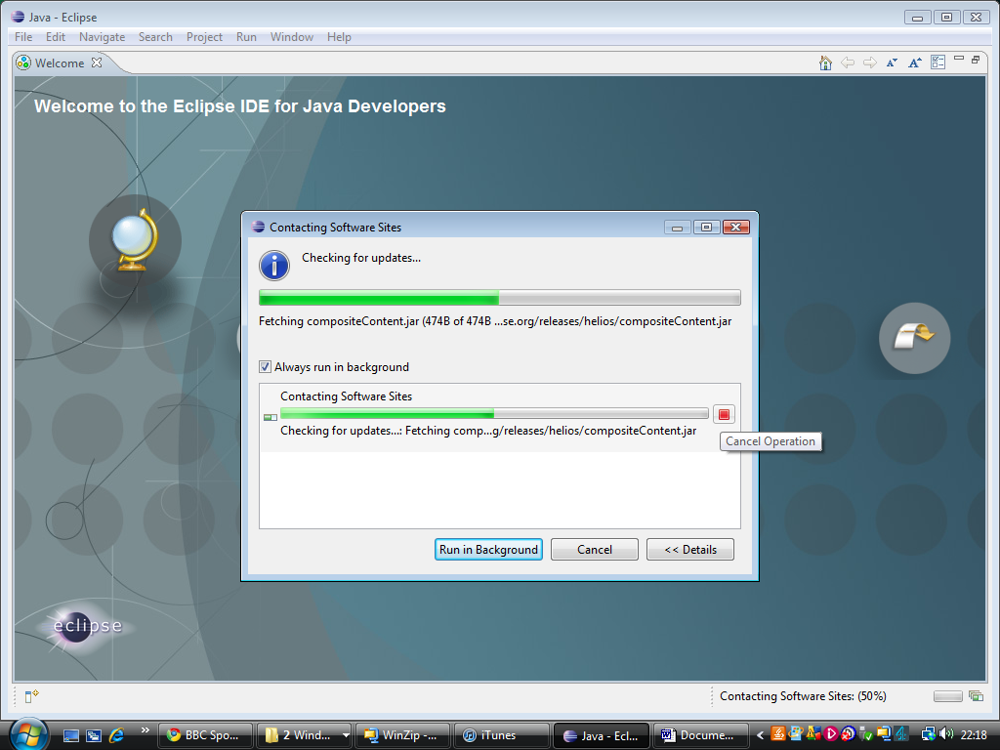 Java - Eclipse
File Edit Navigate Search Project Run Window Help
Welcome
Welcome to the Eclipse IDE for Java Developers
Contacting Software Sites
Checking for updates...
Fetching compositeContent.jar (474B of 474B ...se.org/releases/helios/compositeContent.jar
Always run in background
Contacting Software Sites
Checking for updates...: Fetching comp...g/releases/helios/compositeContent.jar
Cancel Operation
Run in Background Cancel << Details
eclipse
Contacting Software Sites: (50%)
BBC Spo... 2 Wind... WinZip -... iTunes Java - Ecl... Docume... 22:18